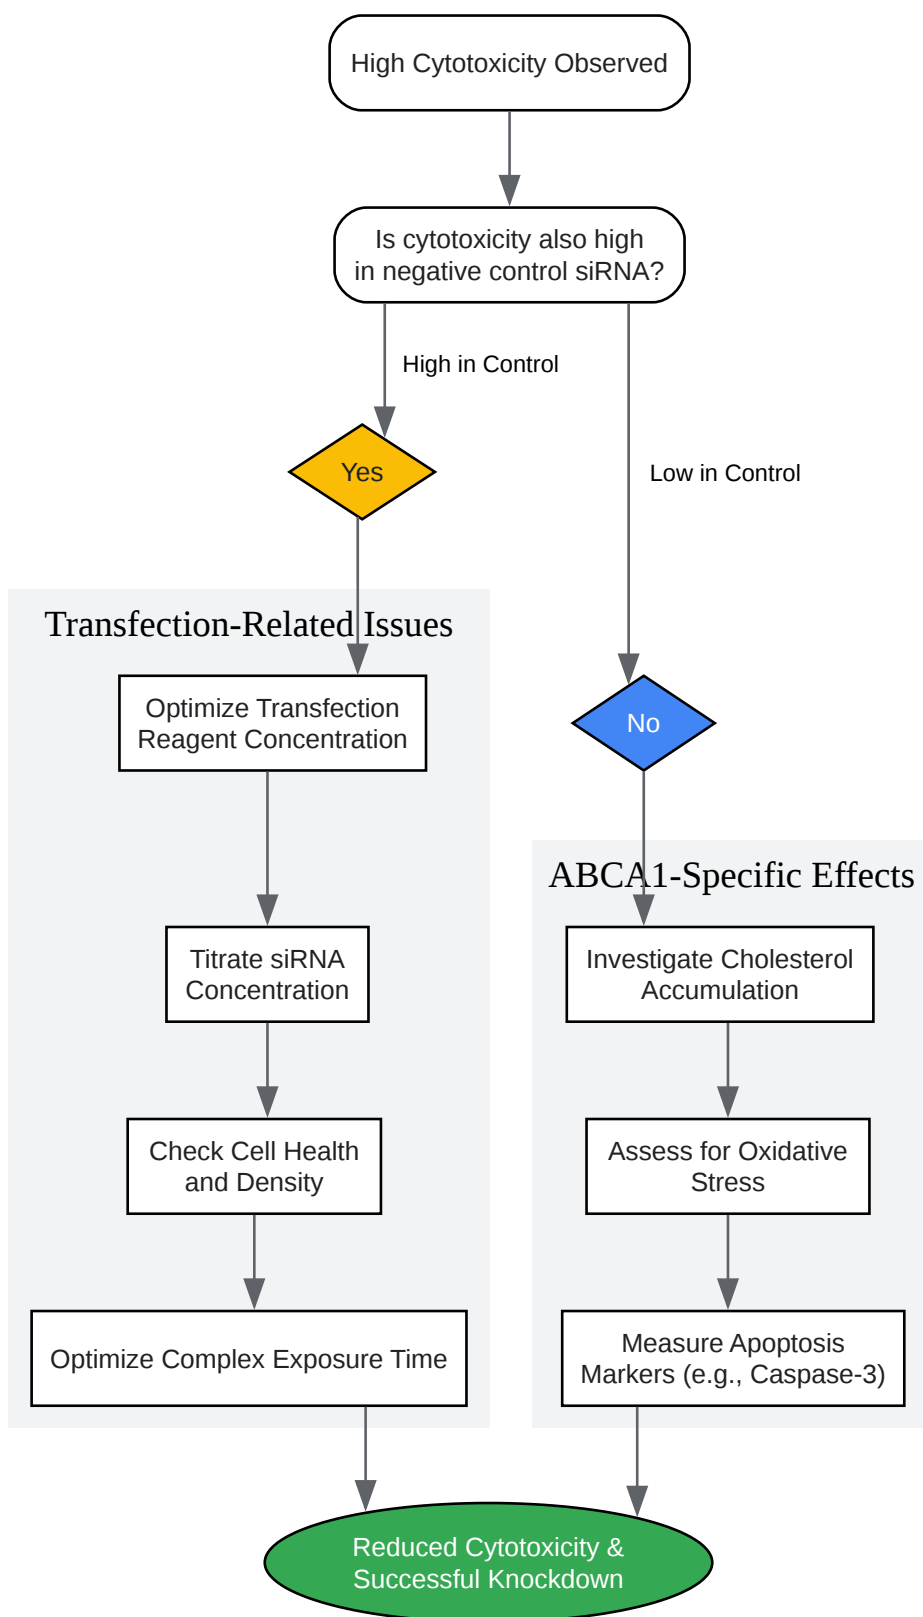 High Cytotoxicity Observed
Is cytotoxicity also high
in negative control siRNA?
High in Control
Yes
Low in Control
Transfection-Related Issues
Optimize Transfection
Reagent Concentration
Titrate siRNA
Concentration
Check Cell Health
and Density
Optimize Complex Exposure Time
No
ABCA1-Specific Effects
Investigate Cholesterol
Accumulation
Assess for Oxidative
Stress
Measure Apoptosis
Markers (e.g., Caspase-3)
Reduced Cytotoxicity &
Successful Knockdown